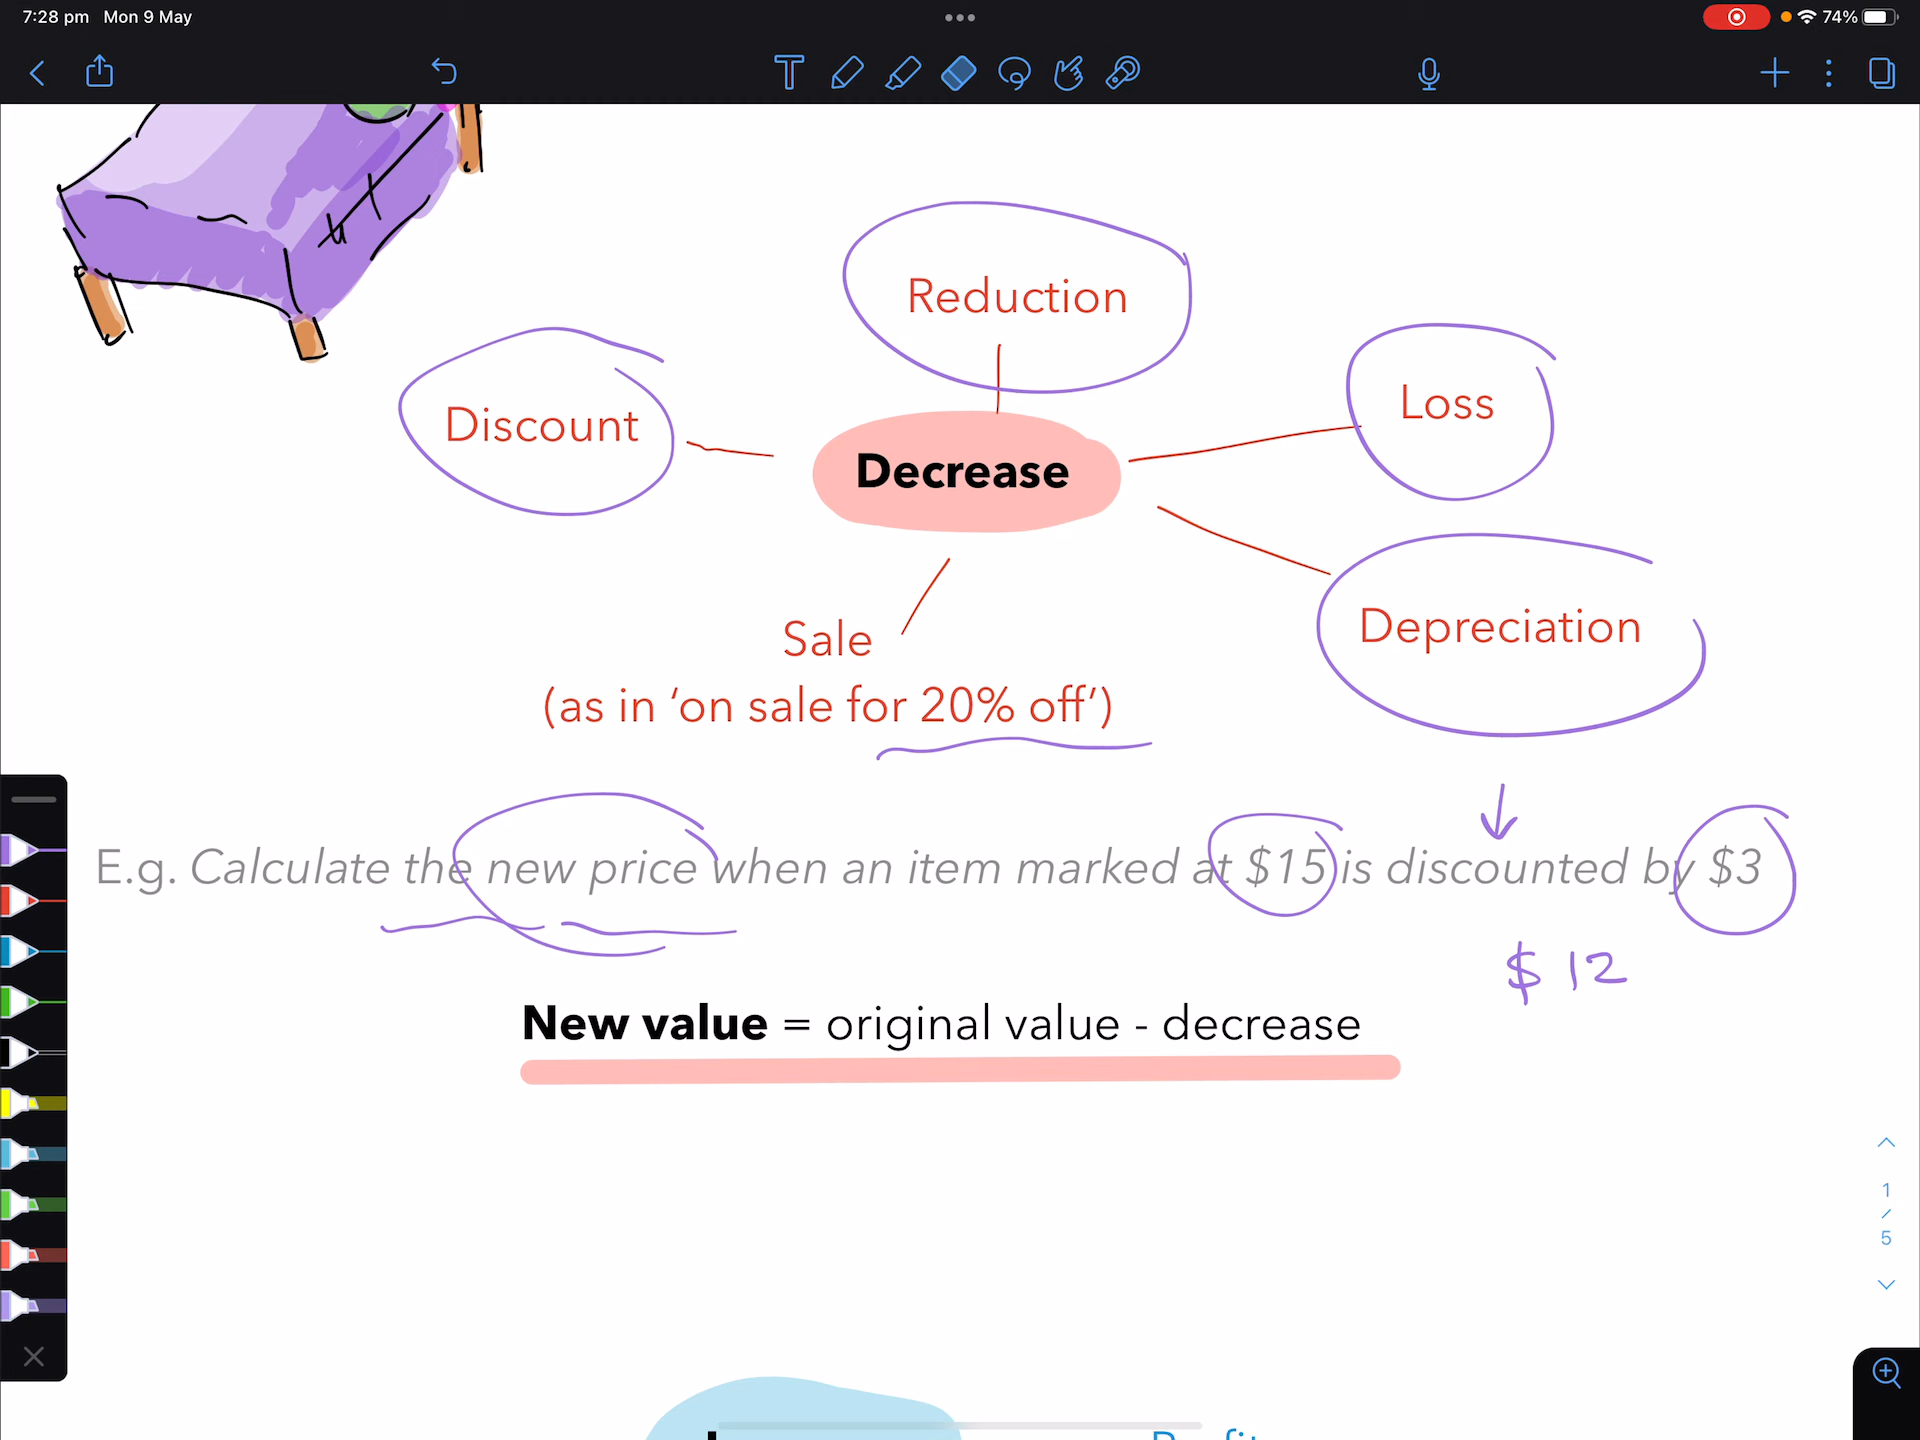 7:28 pm Mon 9 May
74%
Reduction
Loss
Discount
Decrease
Depreciation
Sale
(as in ‘on sale for 20% off’)
E.g. Calculate the new price when an item marked at $15 is discounted by $3
$12
New value = original value - decrease
1
/
5